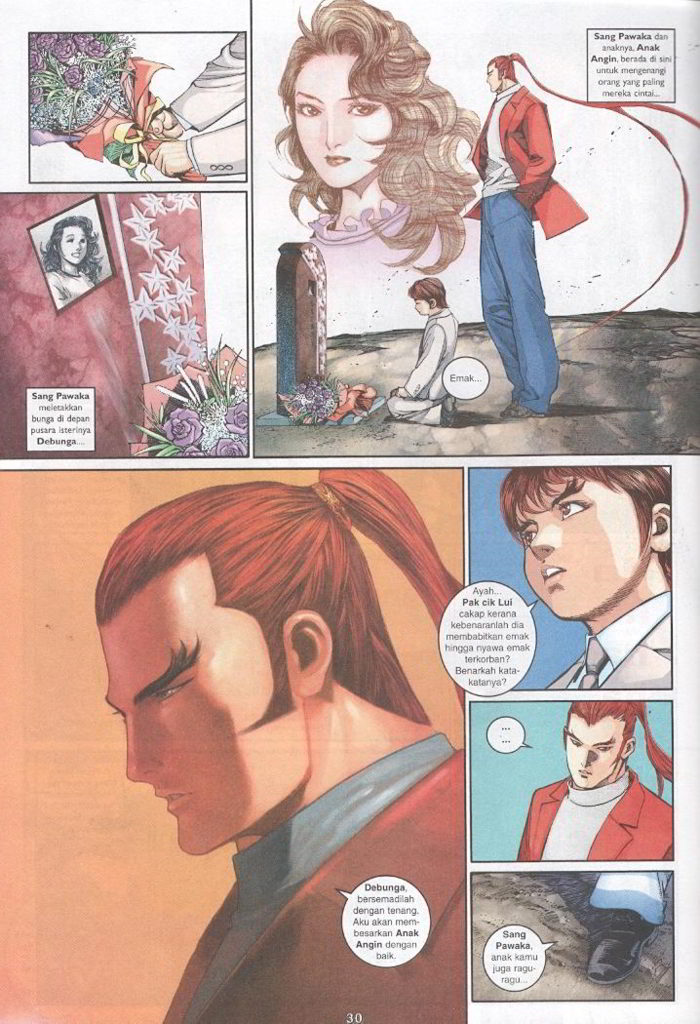 Sang Pawaka dan
anaknya, Anak
Angin, berada di sini
untuk mengenangi
orang yang paling
mereka cintai...
Sang Pawaka
meletakkan
bunga di depan
pusara isterinya
Debunga....
Emak...
Ayah...
Pak cik Lui
cakap kerana
kebenaranlah dia
membabitkan emak
hingga nyawa emak
terkorban?
Benarkah kata-
katanya?
...
...
Debunga,
bersemadilah
dengan tenang.
Aku akan mem-
besarkan Anak
Angin dengan
baik.
Sang
Pawaka,
anak kamu
juga ragu-
ragu...
30